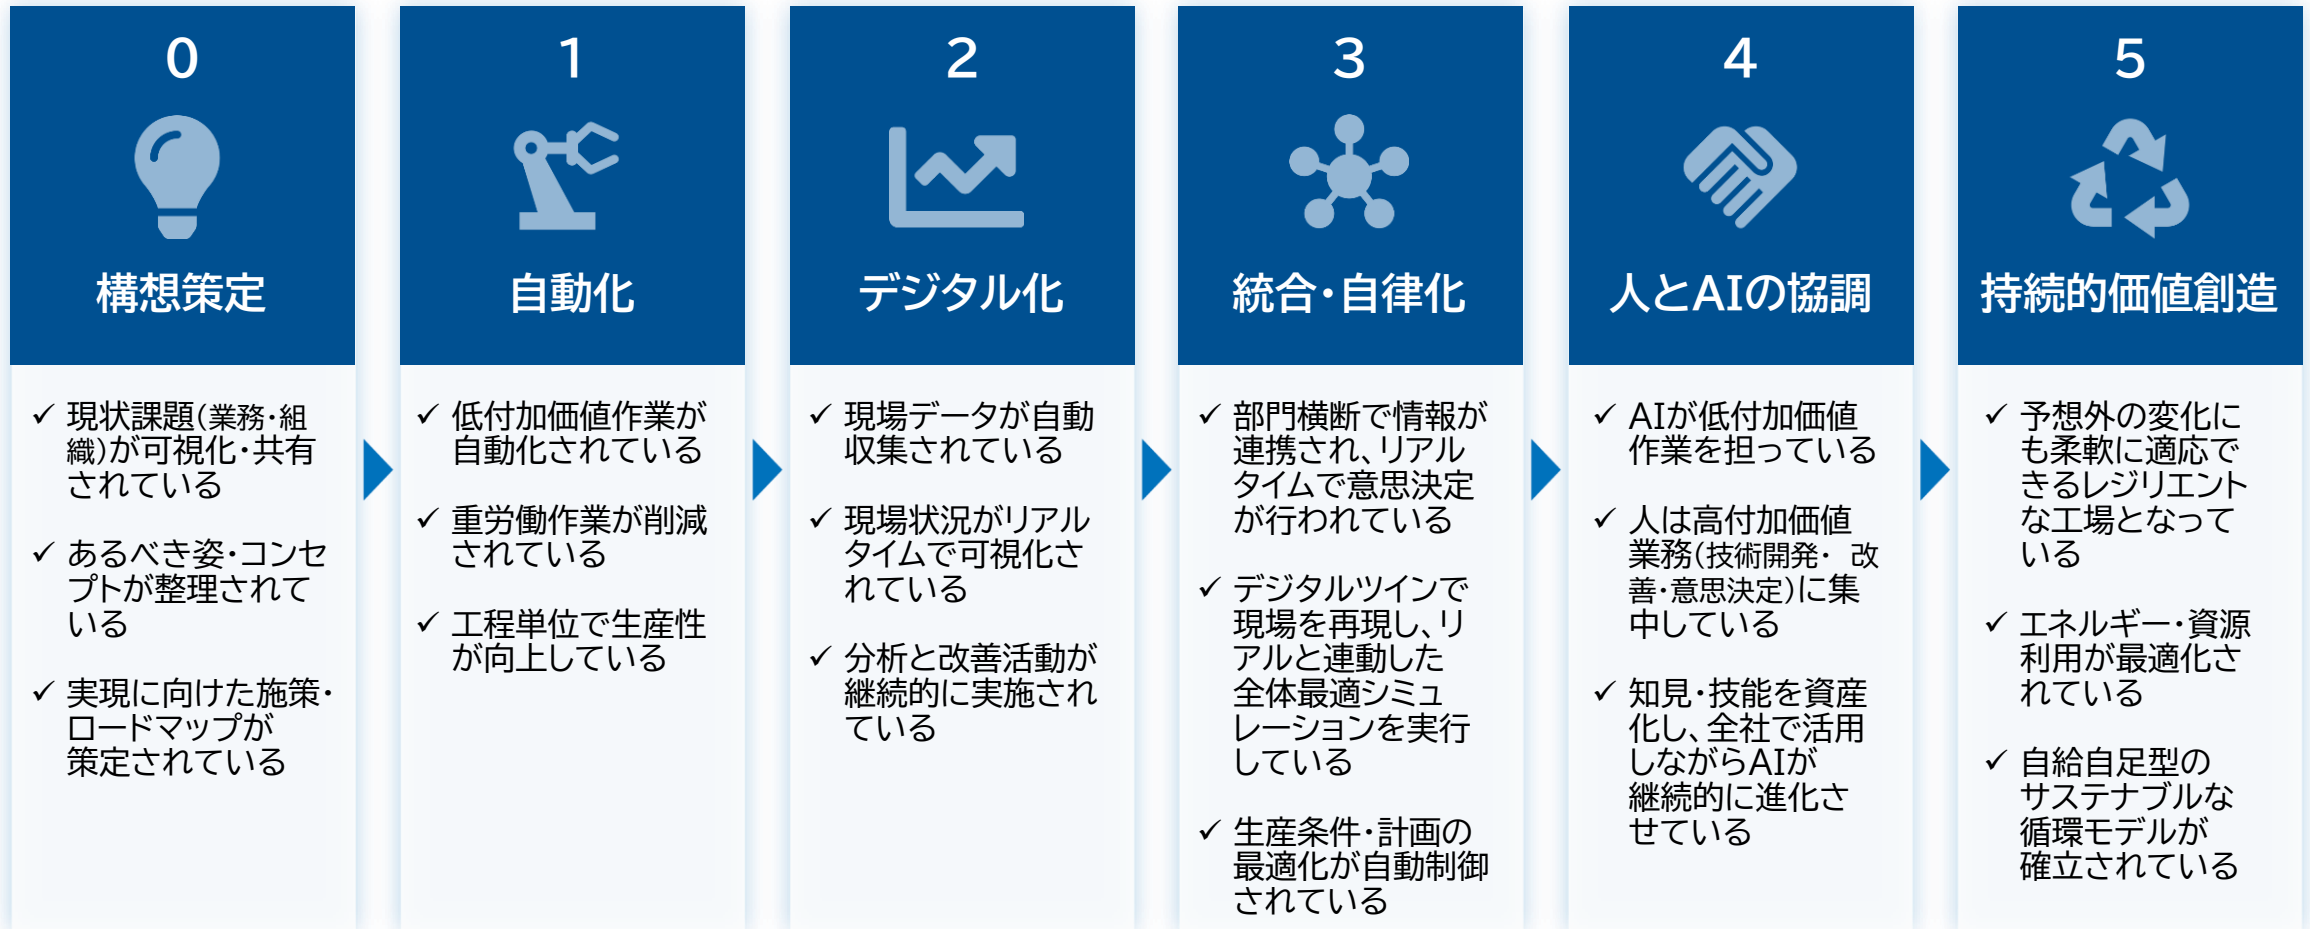 0
構想策定
✓ 現状課題(業務・組
織)が可視化・共有
されている
✓ あるべき姿・コンセ
プトが整理されて
いる
✓ 実現に向けた施策・
ロードマップが
策定されている
1
自動化
✓ 低付加価値作業が
自動化されている
✓ 重労働作業が削減
されている
✓ 工程単位で生産性
が向上している
2
デジタル化
✓ 現場データが自動
収集されている
✓ 現場状況がリアル
タイムで可視化さ
れている
✓ 分析と改善活動が
継続的に実施され
ている
3
統合・自律化
✓ 部門横断で情報が
連携され、リアル
タイムで意思決定
が行われている
✓ デジタルツインで
現場を再現し、リ
アルと連動した
全体最適シミュ
レーションを実行
している
✓ 生産条件・計画の
最適化が自動制御
されている
4
人とAIの協調
✓ AIが低付加価値
作業を担っている
✓ 人は高付加価値
業務(技術開発・ 改
善・意思決定)に集
中している
✓ 知見・技能を資産
化し、全社で活用
しながらAIが
継続的に進化さ
せている
5
持続的価値創造
✓ 予想外の変化に
も柔軟に適応で
きるレジリエント
な工場となって
いる
✓ エネルギー・資源
利用が最適化さ
れている
✓ 自給自足型の
サステナブルな
循環モデルが
確立されている